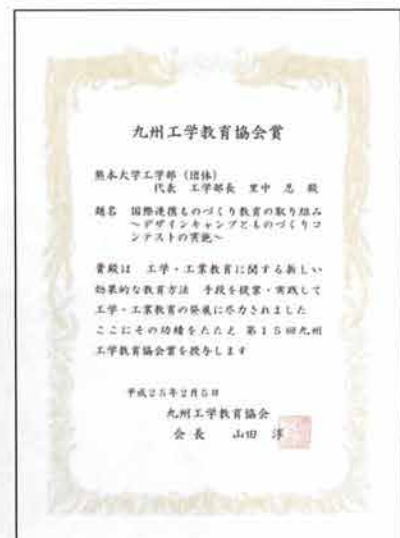 九州工学教育協会賞
熊本大学工学部（団体）
代表 工学部長 里中 忍 殿
題名 国際連携ものづくり教育の取り組み
～デザインキャンプとものづくりコ
ンテストの実施～
貴殿は 工学・工業教育に関する新しい
効果的な教育方法 手段を提案・実践して
工学・工業教育の発展に尽力されました
ここにその功績をたたえ 第15回九州
工学教育協会賞を授与します
平成25年2月5日
九州工学教育協会
会長 山田 淳